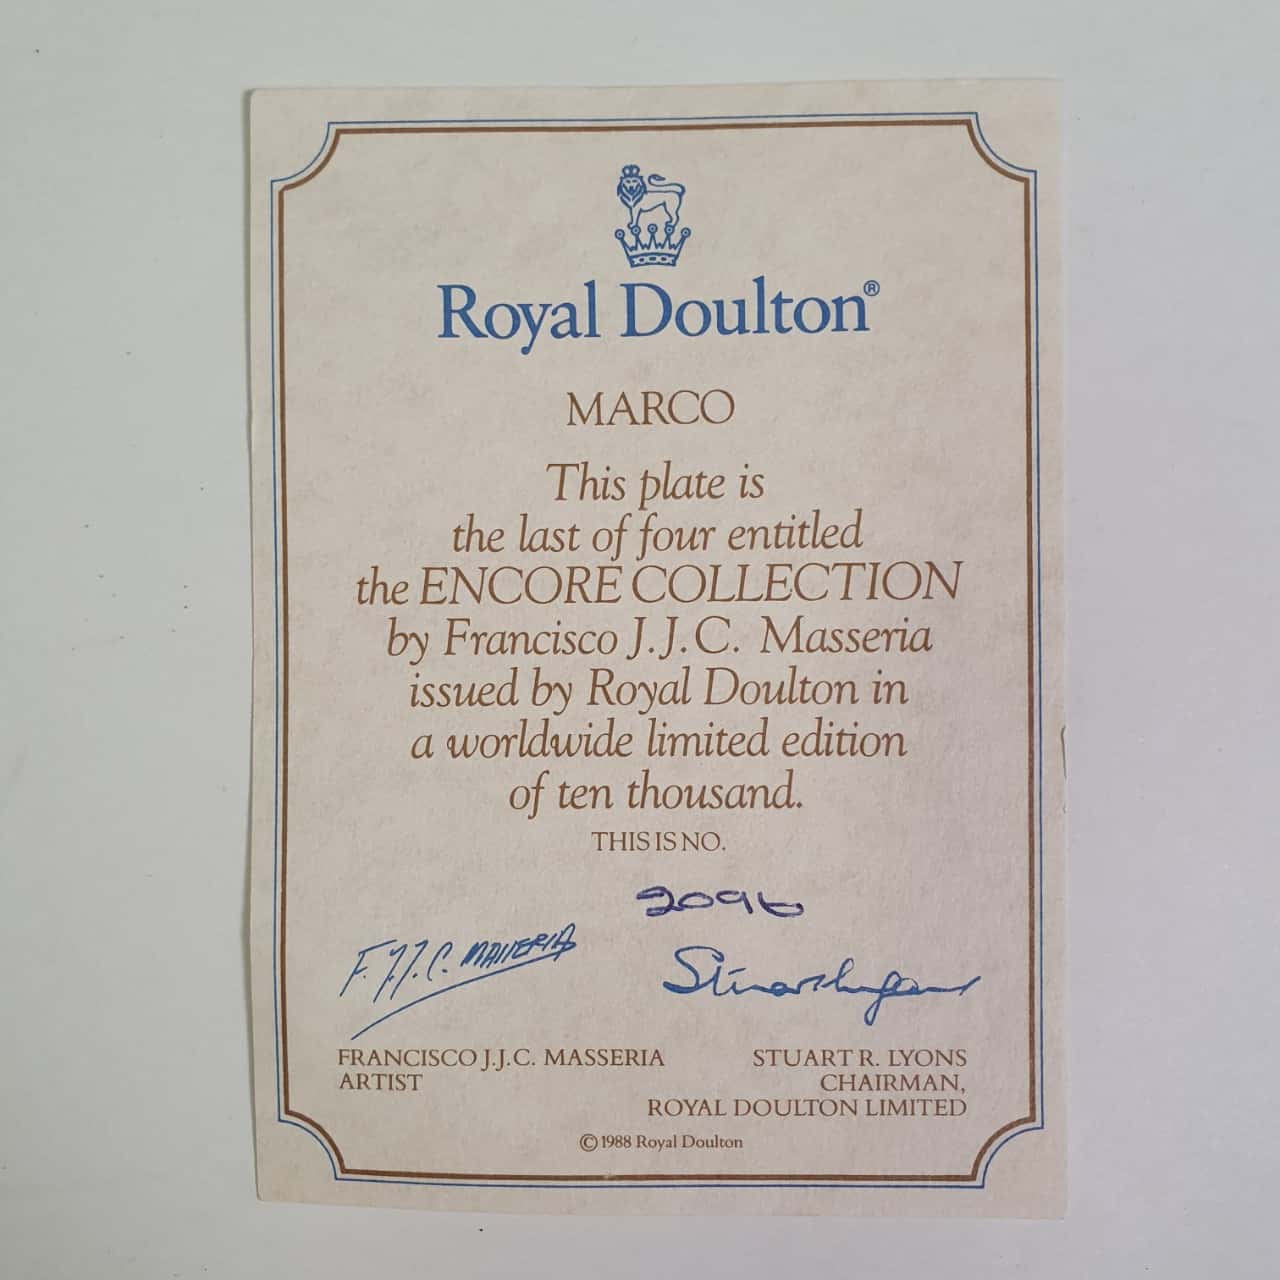 Royal Doulton®
MARCO
This plate is
the last of four entitled
the ENCORE COLLECTION
by Francisco J.J.C. Masseria
issued by Royal Doulton in
a worldwide limited edition
of ten thousand.
THIS IS NO.
2096
F. J. J. C. MASSERIA
Stuart Lyons
FRANCISCO J.J.C. MASSERIA
ARTIST
STUART R. LYONS
CHAIRMAN,
ROYAL DOULTON LIMITED
© 1988 Royal Doulton